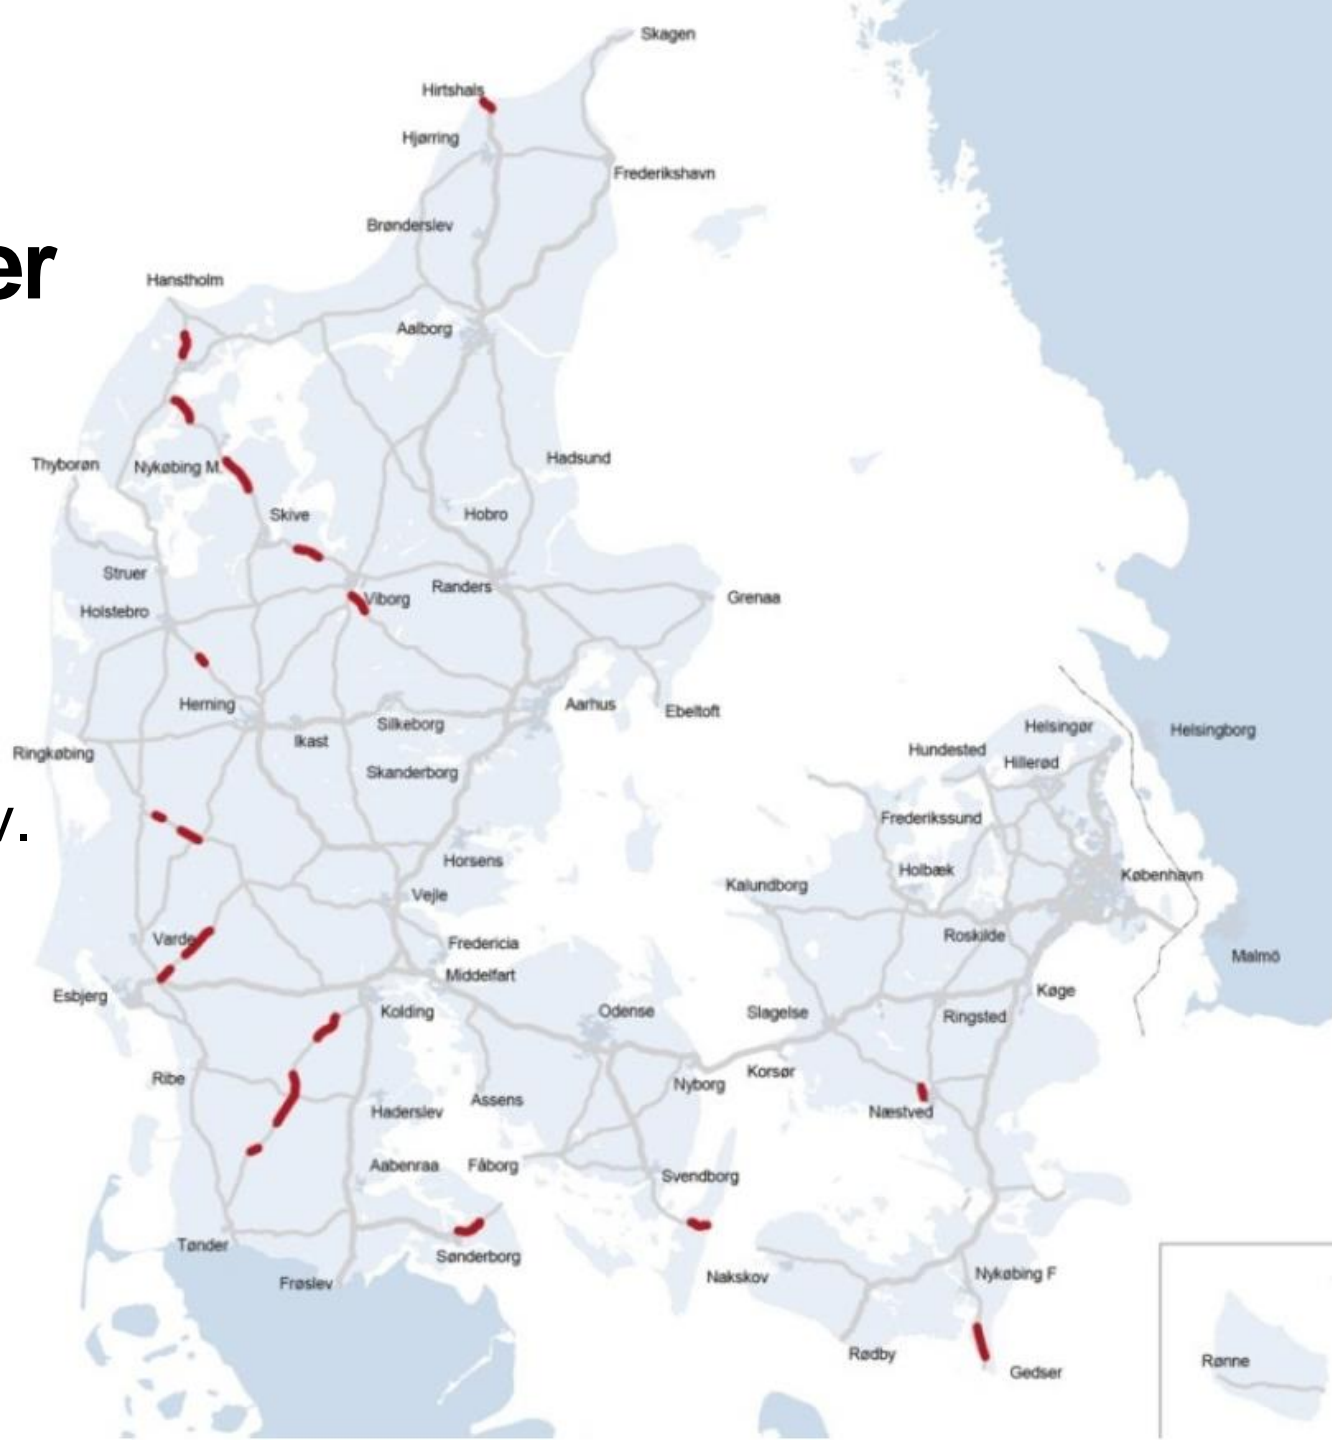 Skagen
Hirtshals
Hjørring
Frederikshavn
Brønderslev
er
Hanstholm
Aalborg
Hadsund
Thyborøn
Nykøbing M.
Skive
Hobro
Struer
Randers
Viborg
Grenaa
Holstebro
Herning
Aarhus
Ebeltoft
Silkeborg
Helsingør
Helsingborg
Ikast
Ringkøbing
Hundested
Hillerød
Skanderborg
v.
Frederikssund
Horsens
Holbæk
København
Kalundborg
Vejle
Varde
Fredericia
Roskilde
Malmö
Middelfart
Esbjerg
Køge
Kolding
Odense
Slagelse
Ringsted
Ribe
Korsør
Nyborg
Assens
Haderslev
Næstved
Aabenraa
Fåborg
Svendborg
Tønder
Sønderborg
Nakskov
Nykøbing F
Frøslev
Rødby
Rønne
Gedser